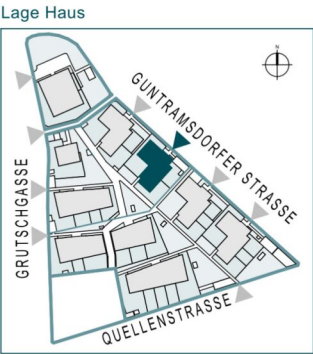 Lage Haus
N
GUNTRAMSDORFER STRASSE
GRUTSCHGASSE
QUELLENSTRASSE